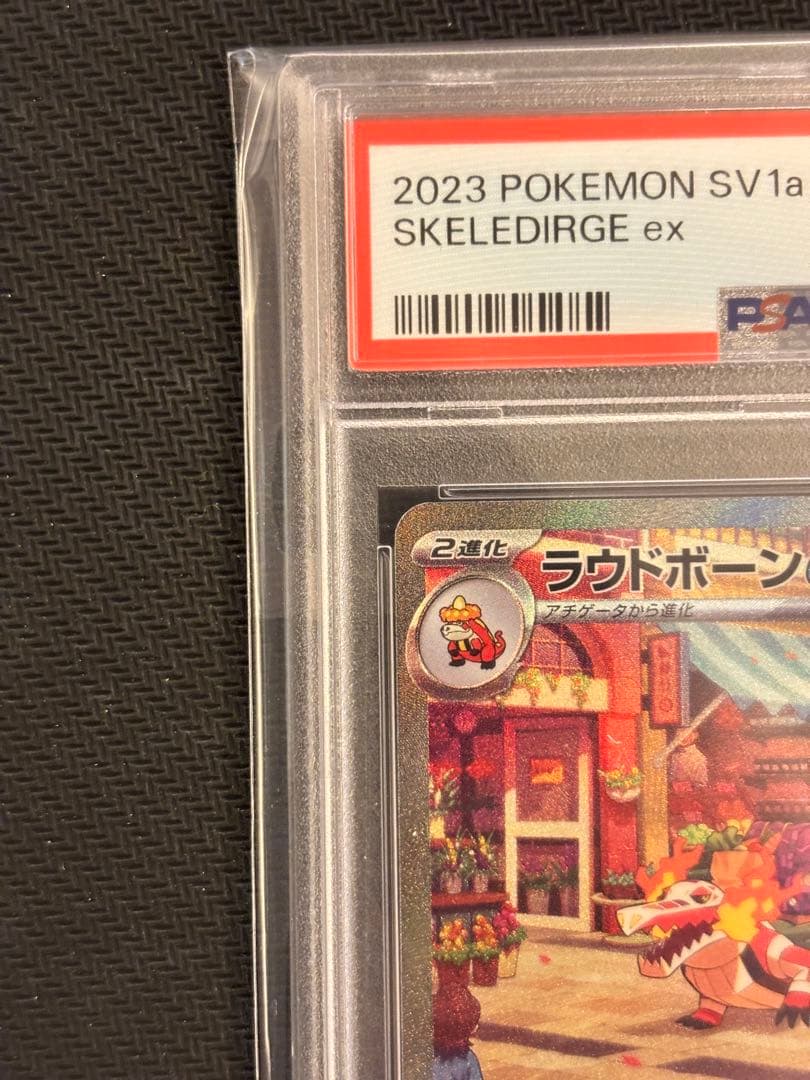 2023 POKEMON SV1a
SKELEDIRGE ex
PSA
2進化
ラウドボーン
アチゲータから進化